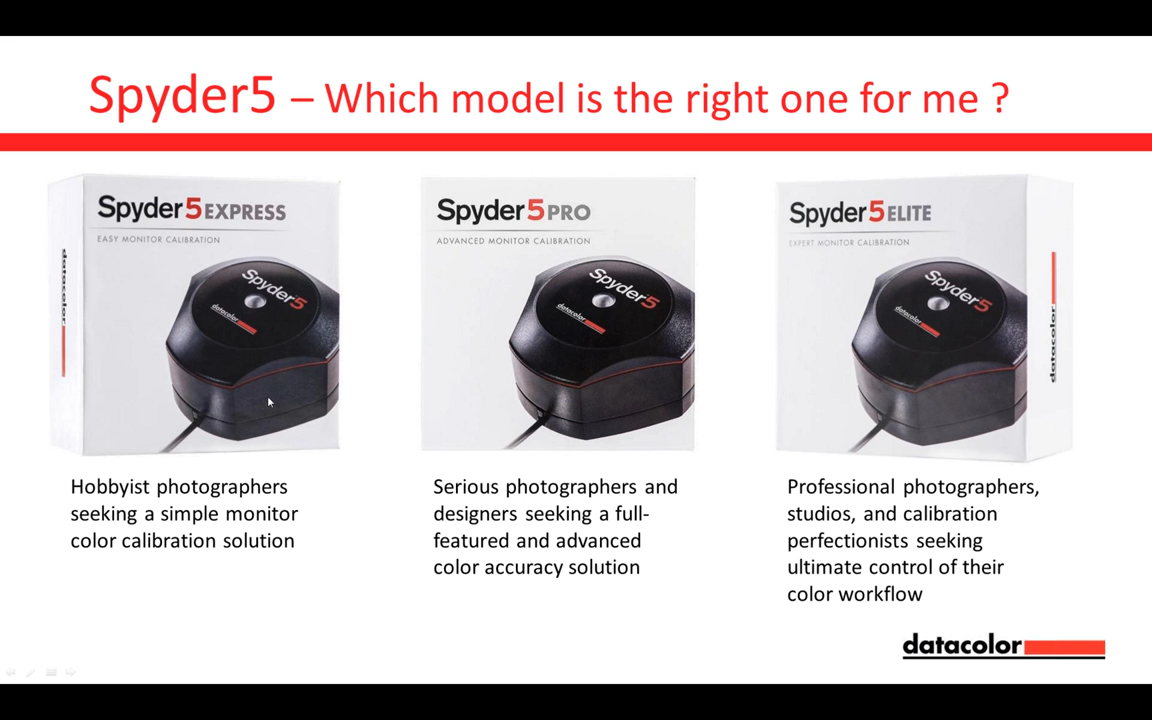 Spyder5 – Which model is the right one for me ?
Spyder5EXPRESS
EASY MONITOR CALIBRATION
datacolor
Spyder5
datacolor
Hobbyist photographers
seeking a simple monitor
color calibration solution
Spyder5PRO
ADVANCED MONITOR CALIBRATION
Spyder5
datacolor
Serious photographers and
designers seeking a full-
featured and advanced
color accuracy solution
Spyder5ELITE
EXPERT MONITOR CALIBRATION
Spyder5
datacolor
datacolor
Professional photographers,
studios, and calibration
perfectionists seeking
ultimate control of their
color workflow
datacolor